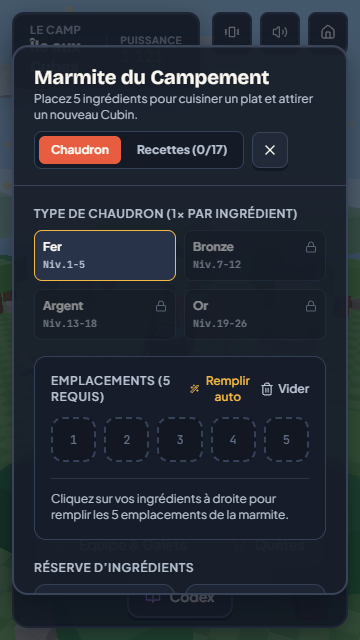 LE CAMP
PUISSANCE
Marmite du Campement
Placez 5 ingrédients pour cuisiner un plat et attirer
un nouveau Cubin.
Chaudron
Recettes (0/17)
TYPE DE CHAUDRON (1× PAR INGRÉDIENT)
Fer
Niv.1-5
Bronze
Niv.7-12
Argent
Niv.13-18
Or
Niv.19-26
EMPLACEMENTS (5
REQUIS)
Remplir
auto
Vider
1
2
3
4
5
Cliquez sur vos ingrédients à droite pour
remplir les 5 emplacements de la marmite.
Équipe & Galets
Quêtes
RÉSERVE D'INGRÉDIENTS
Codex